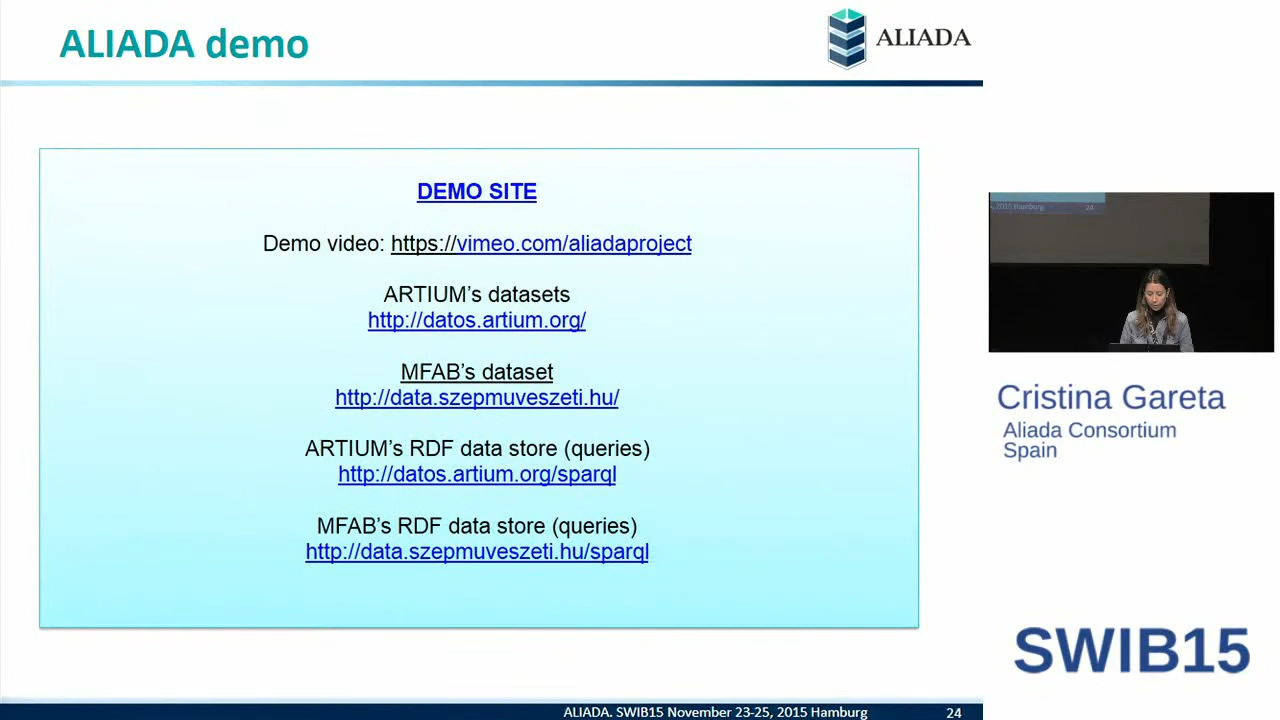 ALIADA demo
ALIADA
DEMO SITE
Demo video: https://vimeo.com/aliadaproject
ARTIUM’s datasets
http://datos.artium.org/
MFAB’s dataset
http://data.szepmuveszeti.hu/
ARTIUM’s RDF data store (queries)
http://datos.artium.org/sparql
MFAB’s RDF data store (queries)
http://data.szepmuveszeti.hu/sparql
ALIADA. SWIB15 November 23-25, 2015 Hamburg
24
2015 Hamburg 24
Cristina Gareta
Aliada Consortium
Spain
SWIB15